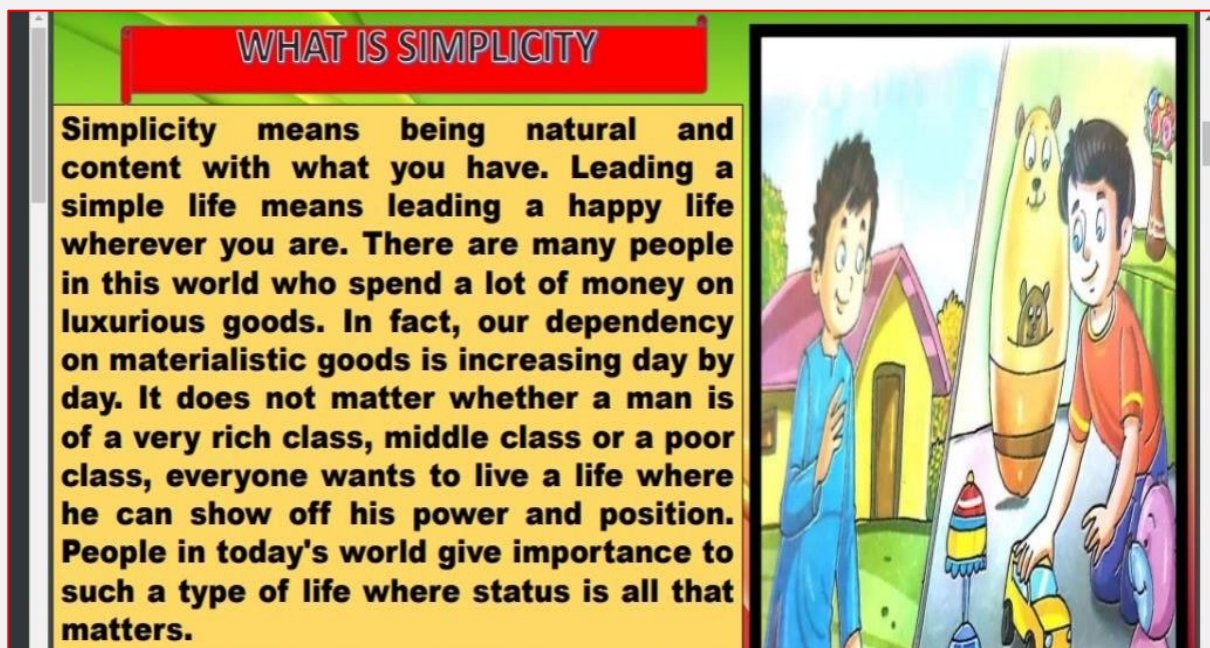 WHAT IS SIMPLICITY
Simplicity means being natural and
content with what you have. Leading a
simple life means leading a happy life
wherever you are. There are many people
in this world who spend a lot of money on
luxurious goods. In fact, our dependency
on materialistic goods is increasing day by
day. It does not matter whether a man is
of a very rich class, middle class or a poor
class, everyone wants to live a life where
he can show off his power and position.
People in today's world give importance to
such a type of life where status is all that
matters.